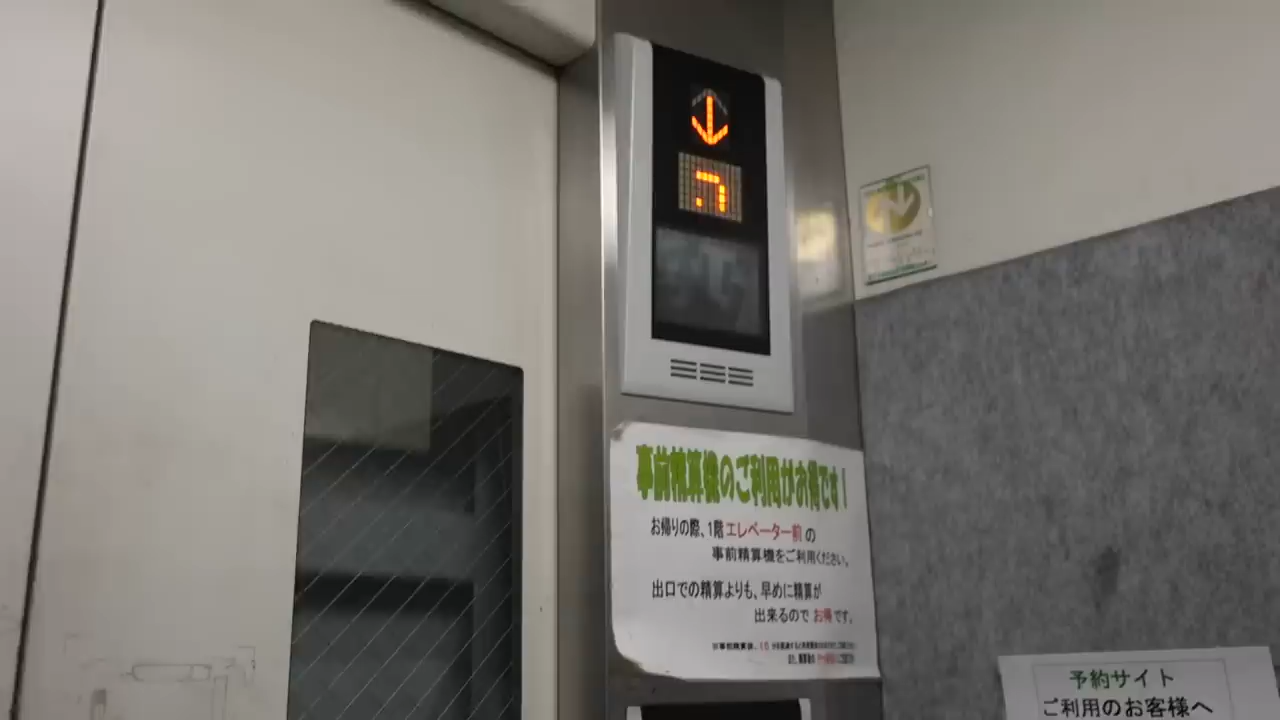 事前精算機のご利用がお得です!
お帰りの際、1階エレベーター前の
事前精算機をご利用ください。
出口での精算よりも、早めに精算が
出来るのでお得です。
予約サイト
ご利用のお客様へ